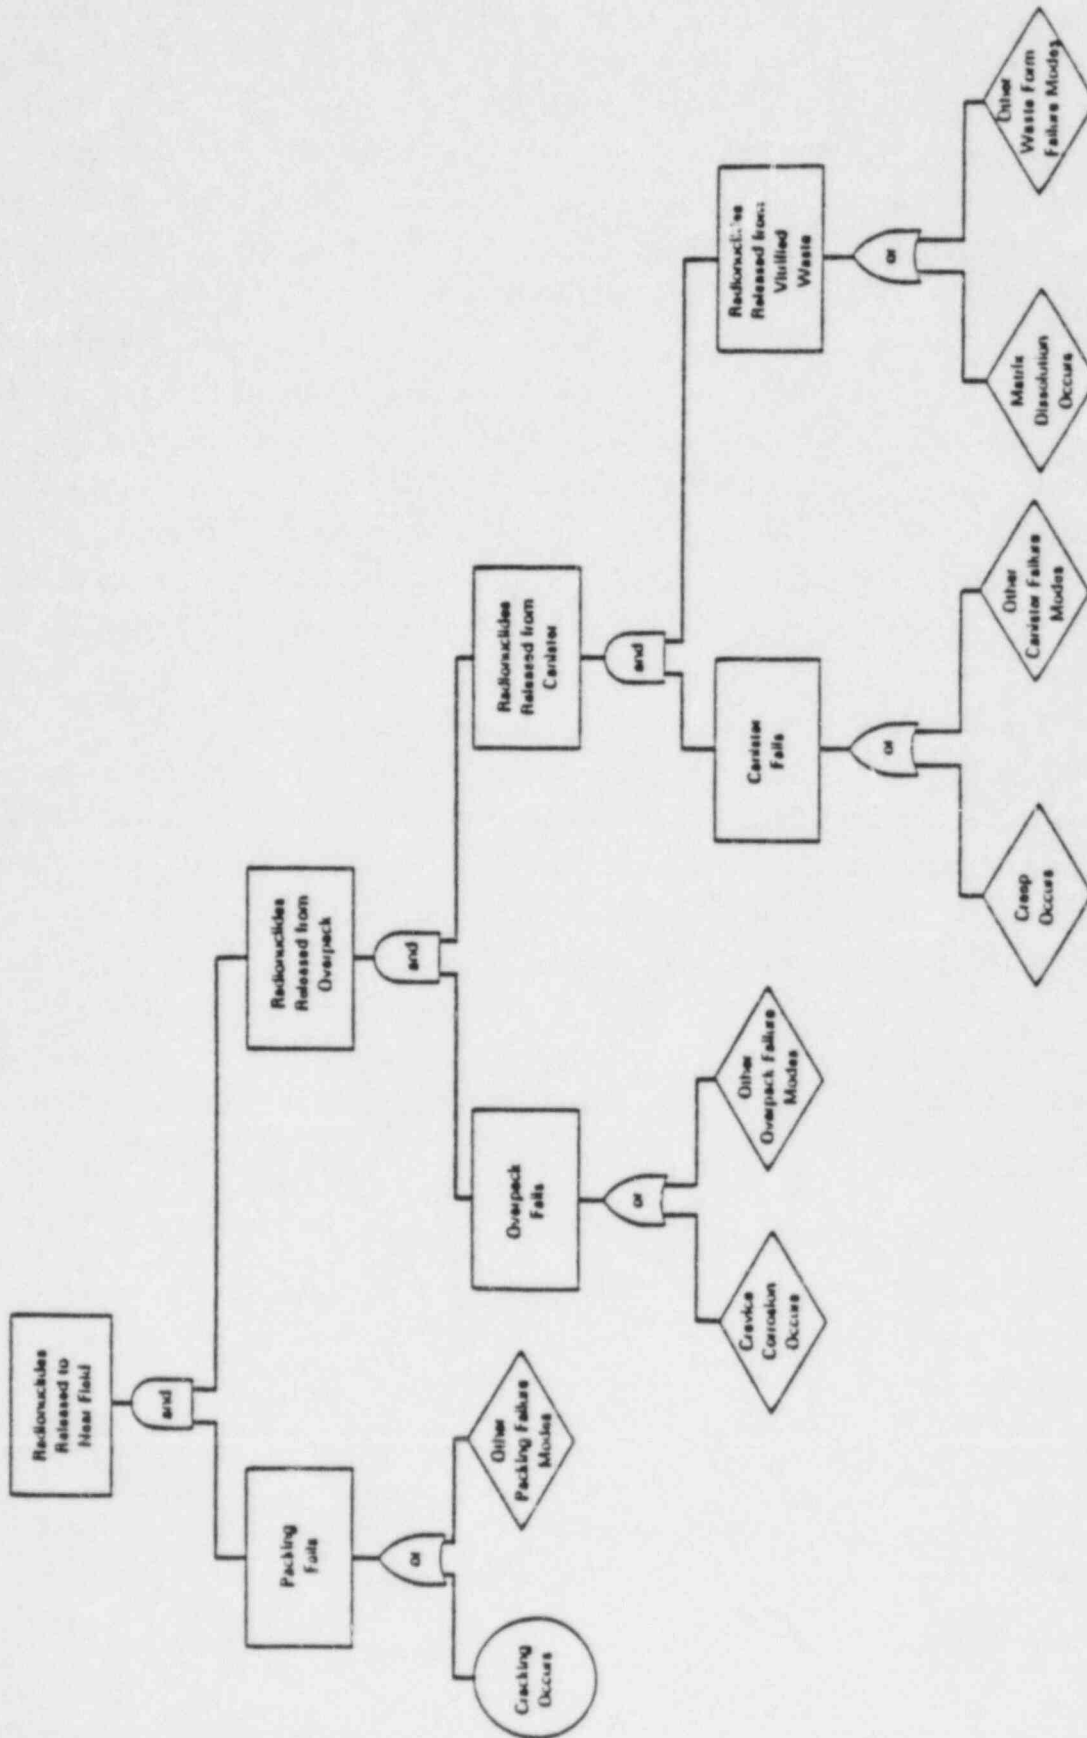 Radionuclides
Released to
Near Field
and
Packing
Fails
or
Cracking
Occurs
Other
Packing Failure
Modes
Radionuclides
Released from
Overpack
and
Overpack
Fails
or
Crevice
Corrosion
Occurs
Other
Overpack Failure
Modes
Radionuclides
Released from
Canister
and
Canister
Fails
or
Creep
Occurs
Other
Canister Failure
Modes
Radionuclides
Released from
Vitrified
Waste
or
Matrix
Dissolution
Occurs
Other
Waste Form
Failure Modes